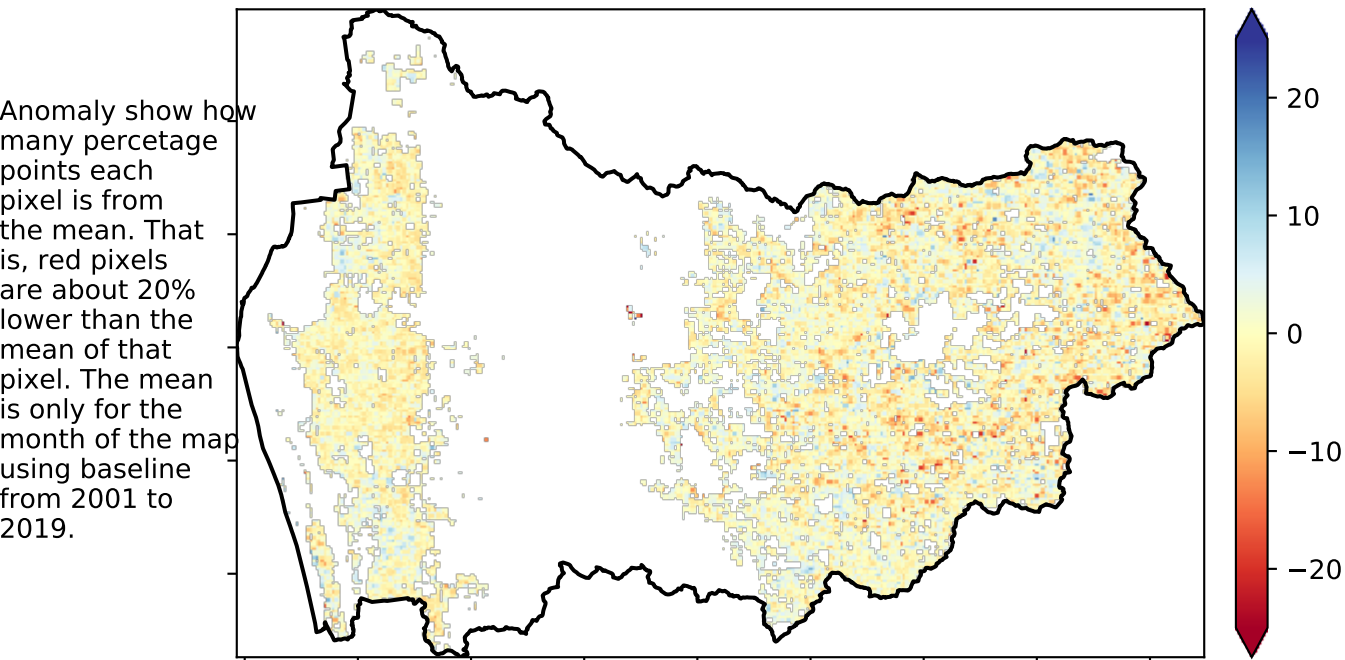 Anomaly show how
many percetage
points each
pixel is from
the mean. That
is, red pixels
are about 20%
lower than the
mean of that
pixel. The mean
is only for the
month of the map
using baseline
from 2001 to
2019.
20
10
0
−10
−20